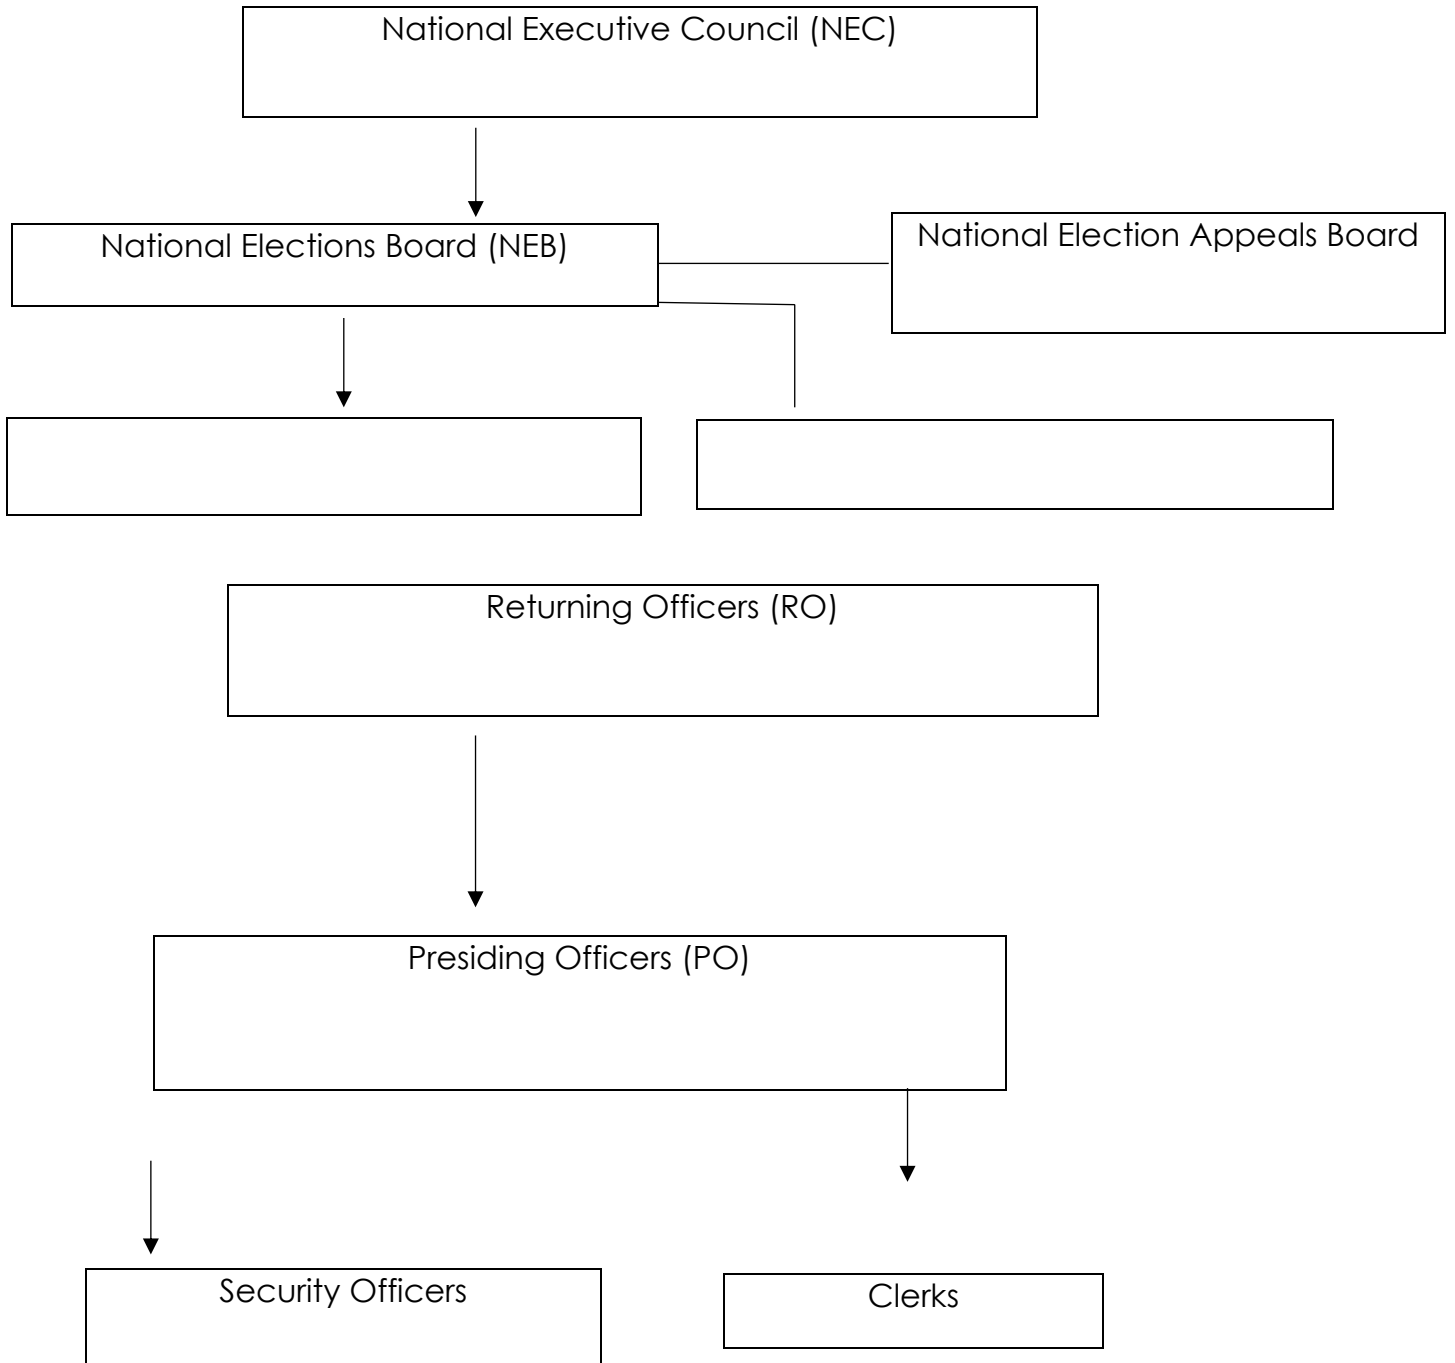 National Executive Council (NEC)
National Elections Board (NEB)
National Election Appeals Board
Returning Officers (RO)
Presiding Officers (PO)
Security Officers
Clerks